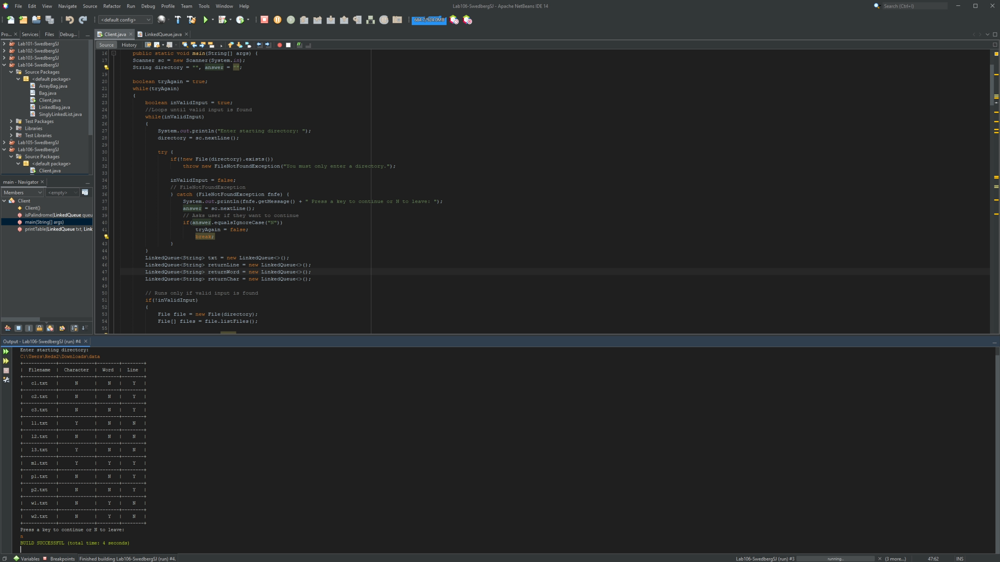 File Edit View Navigate Source Refactor Run Debug Profile Team Tools Window Help
Lab106-SwedbergSJ - Apache NetBeans IDE 14
Search (Ctrl+I)
<default config>
684.7/924.0MB
Pro... Services Files Debug...
Client.java LinkedQueue.java
Source History
Lab101-SwedbergSJ
Lab102-SwedbergSJ
Lab103-SwedbergSJ
Lab104-SwedbergSJ
Source Packages
<default package>
ArrayBag.java
Bag.java
Client.java
LinkedBag.java
SinglyLinkedList.java
Test Packages
Libraries
Test Libraries
Lab105-SwedbergSJ
Lab106-SwedbergSJ
Source Packages
<default package>
Client.java
main - Navigator
Members <empty>
Client
Client()
isPalindrome(LinkedQueue queu
main(String[] args)
printTable(LinkedQueue txt, Link
16 public static void main(String[] args) {
17 Scanner sc = new Scanner(System.in);
String directory = "", answer = "";
19
20 boolean tryAgain = true;
21 while(tryAgain)
22 {
23 boolean inValidInput = true;
24 //Loops until valid input is found
25 while(inValidInput)
26 {
27 System.out.println("Enter starting directory: ");
28 directory = sc.nextLine();
29
30 try {
31 if(!new File(directory).exists())
32 throw new FileNotFoundException("You must only enter a directory.");
33
34 inValidInput = false;
35 // FileNotFoundException
36 } catch (FileNotFoundException fnfe) {
37 System.out.println(fnfe.getMessage() + " Press a key to continue or N to leave: ");
38 answer = sc.nextLine();
39 // Asks user if they want to continue
40 if(answer.equalsIgnoreCase("N"))
41 tryAgain = false;
break;
43 }
44 }
45 LinkedQueue<String> txt = new LinkedQueue<>();
46 LinkedQueue<String> returnLine = new LinkedQueue<>();
47 LinkedQueue<String> returnWord = new LinkedQueue<>();
48 LinkedQueue<String> returnChar = new LinkedQueue<>();
49
50 // Runs only if valid input is found
51 if(!inValidInput)
52 {
53 File file = new File(directory);
54 File[] files = file.listFiles();
55
Output - Lab106-SwedbergSJ (run) #4
Enter starting directory:
C:\Users\Reds2\Downloads\data
+------------+-------------+--------+--------+
| Filename | Character | Word | Line |
+------------+-------------+--------+--------+
| c1.txt | N | N | Y |
+------------+-------------+--------+--------+
| c2.txt | N | N | Y |
+------------+-------------+--------+--------+
| c3.txt | N | N | Y |
+------------+-------------+--------+--------+
| l1.txt | Y | N | N |
+------------+-------------+--------+--------+
| l2.txt | N | N | N |
+------------+-------------+--------+--------+
| l3.txt | Y | N | N |
+------------+-------------+--------+--------+
| m1.txt | Y | Y | Y |
+------------+-------------+--------+--------+
| p1.txt | N | N | Y |
+------------+-------------+--------+--------+
| p2.txt | N | N | Y |
+------------+-------------+--------+--------+
| w1.txt | N | Y | N |
+------------+-------------+--------+--------+
| w2.txt | N | Y | N |
+------------+-------------+--------+--------+
Press a key to continue or N to leave:
n
BUILD SUCCESSFUL (total time: 4 seconds)
Variables Breakpoints Finished building Lab106-SwedbergSJ (run) #4.
Lab106-SwedbergSJ (run) #3 running... (3 more...) 47:62 INS